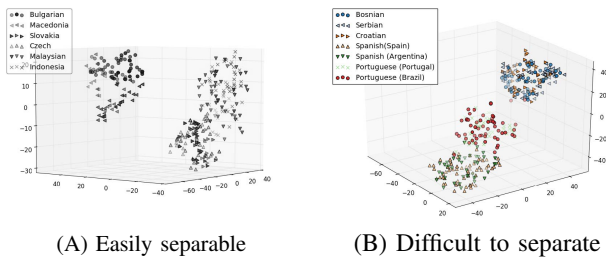 Bulgarian
Macedonia
Slovakia
Czech
Malaysian
Indonesia
10
0
−10
−20
−30
40
20
0
−20
−40
−60
−40
−20
0
20
40
(A) Easily separable
Bosnian
Serbian
Croatian
Spanish(Spain)
Spanish (Argentina)
Portuguese (Portugal)
Portuguese (Brazil)
40
20
0
−20
−40
−60
−40
−20
0
20
−40
−20
0
20
40
(B) Difficult to separate